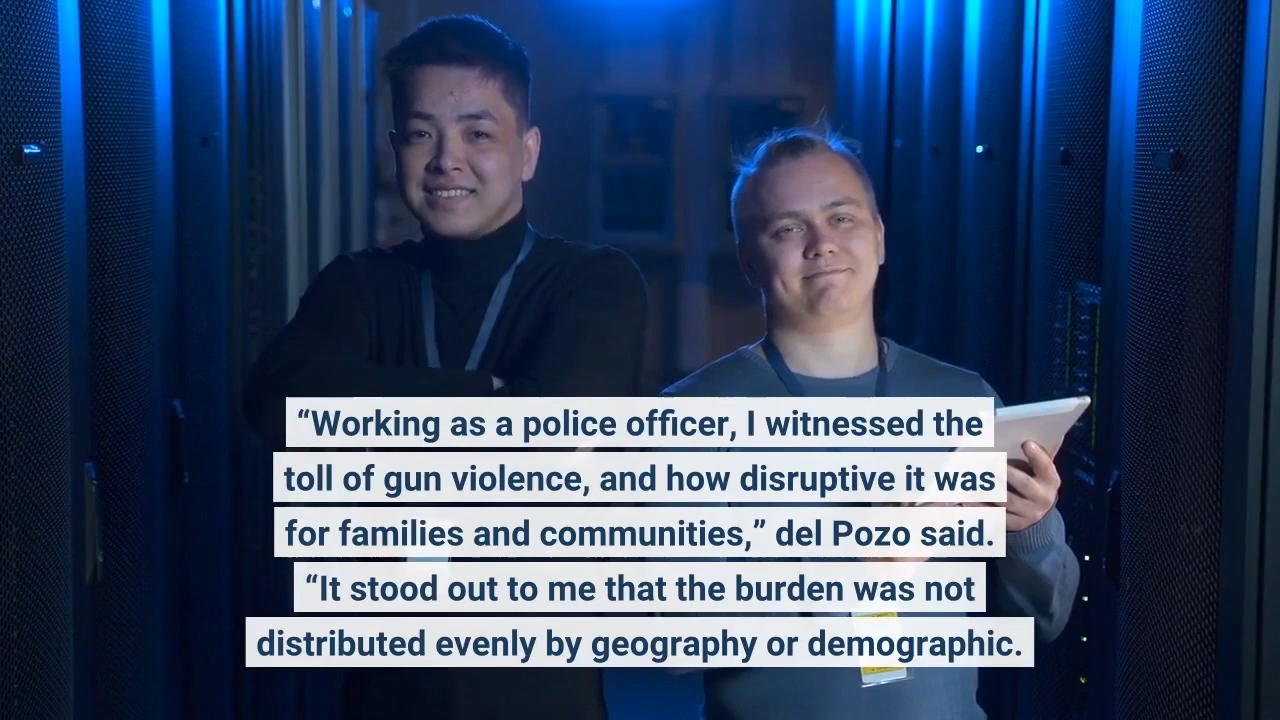 “Working as a police officer, I witnessed the
toll of gun violence, and how disruptive it was
for families and communities,” del Pozo said.
“It stood out to me that the burden was not
distributed evenly by geography or demographic.